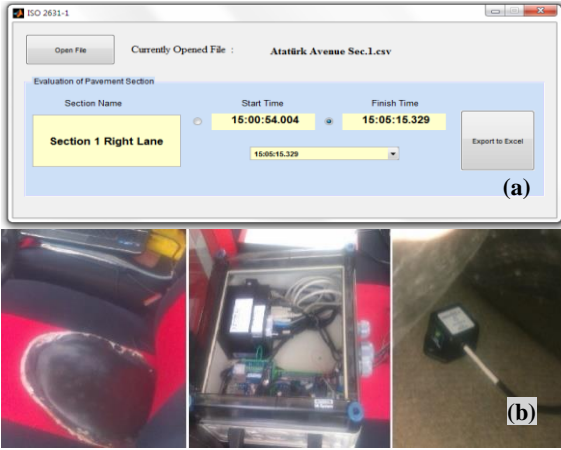 ISO 2631-1
Open File
Currently Opened File :
Atatürk Avenue Sec.1.csv
Evaluation of Pavement Section
Section Name
Start Time
Finish Time
Section 1 Right Lane
15:00:54.004
15:05:15.329
15:05:15.329
Export to Excel
(a)
(b)